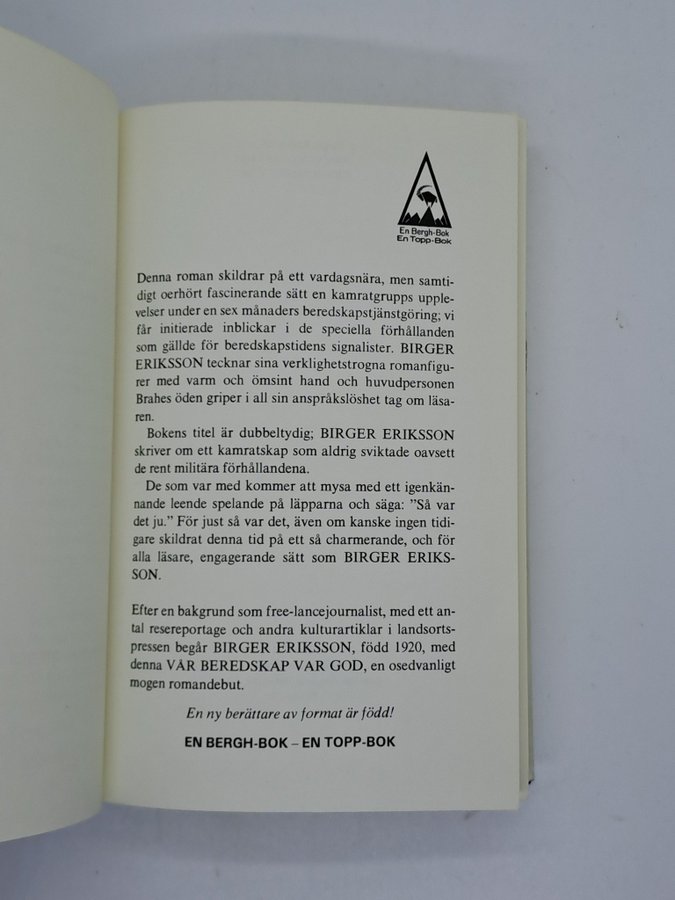 En Bergh-Bok
En Topp-Bok
Denna roman skildrar på ett vardagsnära, men samti-
digt oerhört fascinerande sätt en kamratgrupps upple-
velser under en sex månaders beredskapstjänstgöring; vi
får initierade inblickar i de speciella förhållanden
som gällde för beredskapstidens signalister. BIRGER
ERIKSSON tecknar sina verklighetstrogna romanfigu-
rer med varm och ömsint hand och huvudpersonen
Brahes öden griper i all sin anspråkslöshet tag om läsa-
ren.
Bokens titel är dubbeltydig; BIRGER ERIKSSON
skriver om ett kamratskap som aldrig sviktade oavsett
de rent militära förhållandena.
De som var med kommer att mysa med ett igenkän-
nande leende spelande på läpparna och säga: ”Så var
det ju.” För just så var det, även om kanske ingen tidi-
gare skildrat denna tid på ett så charmerande, och för
alla läsare, engagerande sätt som BIRGER ERIKS-
SON.
Efter en bakgrund som free-lancejournalist, med ett an-
tal resereportage och andra kulturartiklar i landsorts-
pressen begår BIRGER ERIKSSON, född 1920, med
denna VÅR BEREDSKAP VAR GOD, en osedvanligt
mogen romandebut.
En ny berättare av format är född!
EN BERGH-BOK – EN TOPP-BOK